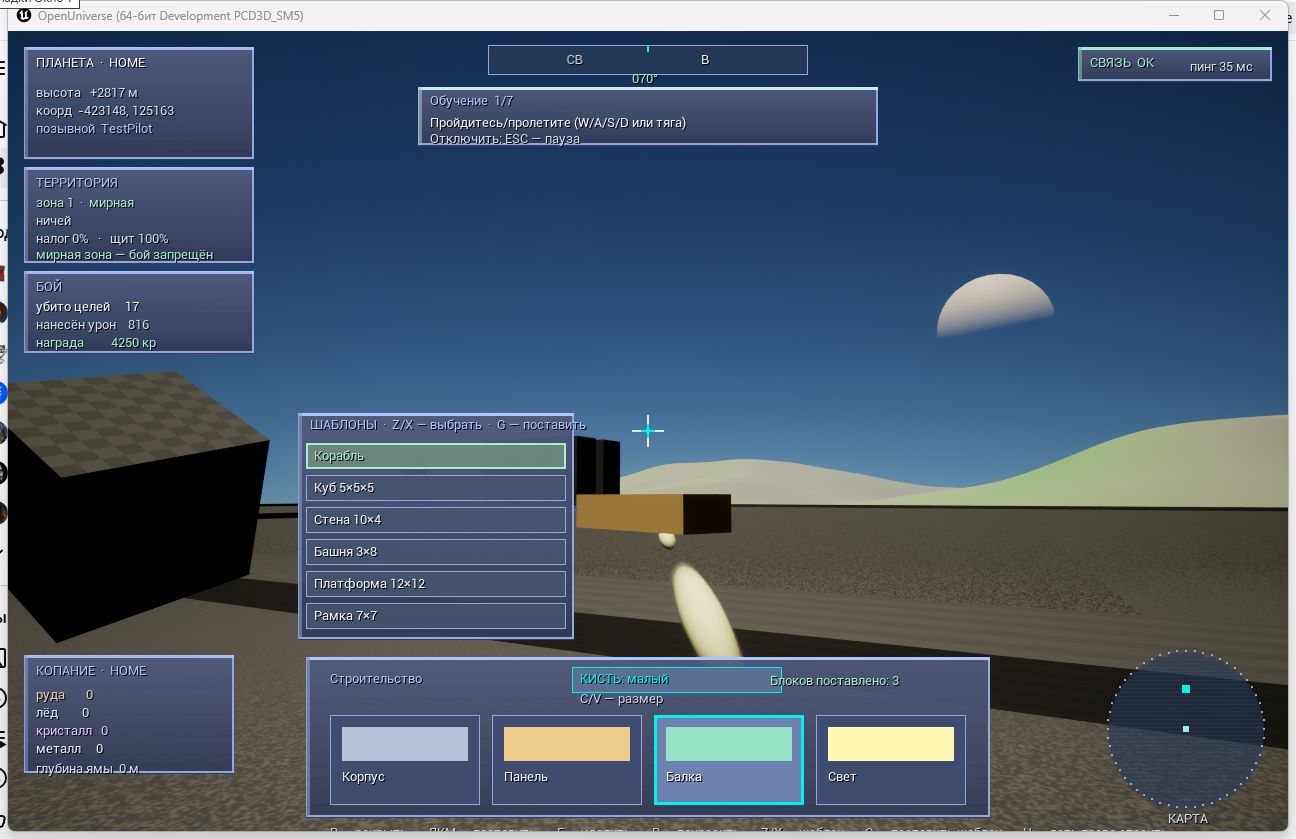 OpenUniverse (64-бит Development PCD3D_SM5)
ПЛАНЕТА · HOME
высота +2817 м
коорд -423148, 125163
позывной TestPilot
СВ В
070°
СВЯЗЬ ОК пинг 35 мс
Обучение 1/7
Пройдитесь/пролетите (W/A/S/D или тяга)
Отключить: ESC — пауза
ТЕРРИТОРИЯ
зона 1 · мирная
ничей
налог 0% · щит 100%
мирная зона — бой запрещён
БОЙ
убито целей 17
нанесён урон 816
награда 4250 кр
ШАБЛОНЫ · Z/X — выбрать · G — поставить
Корабль
Куб 5×5×5
Стена 10×4
Башня 3×8
Платформа 12×12
Рамка 7×7
КОПАНИЕ · HOME
руда 0
лёд 0
кристалл 0
металл 0
глубина ямы 0 м
Строительство
КИСТЬ: малый
Блоков поставлено: 3
C/V — размер
Корпус
Панель
Балка
Свет
КАРТА